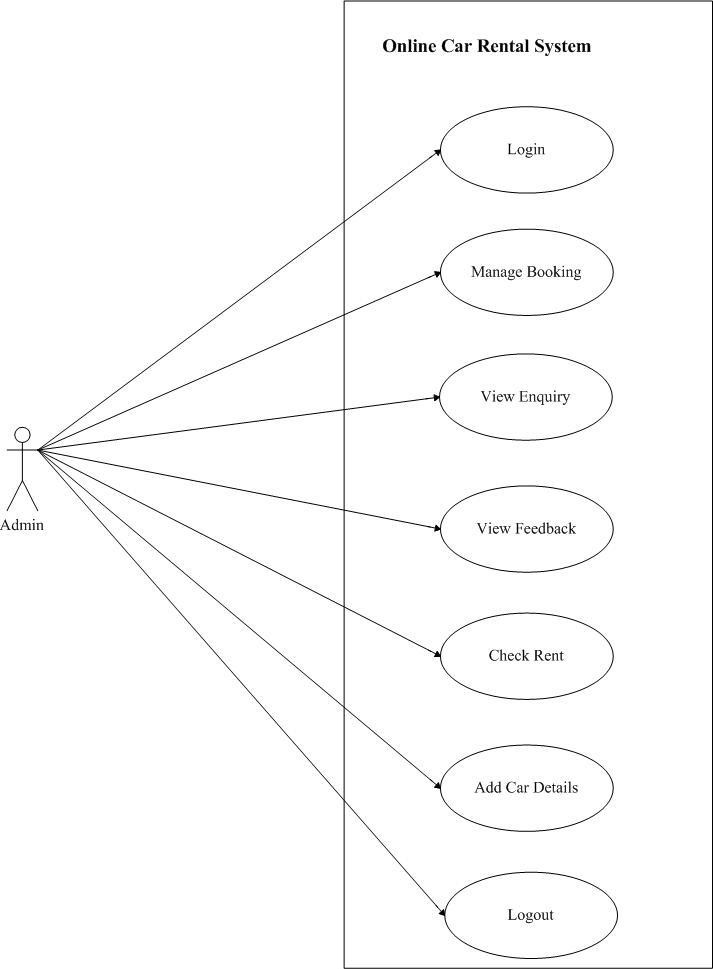 Online Car Rental System
Login
Manage Booking
View Enquiry
Admin
View Feedback
Check Rent
Add Car Details
Logout